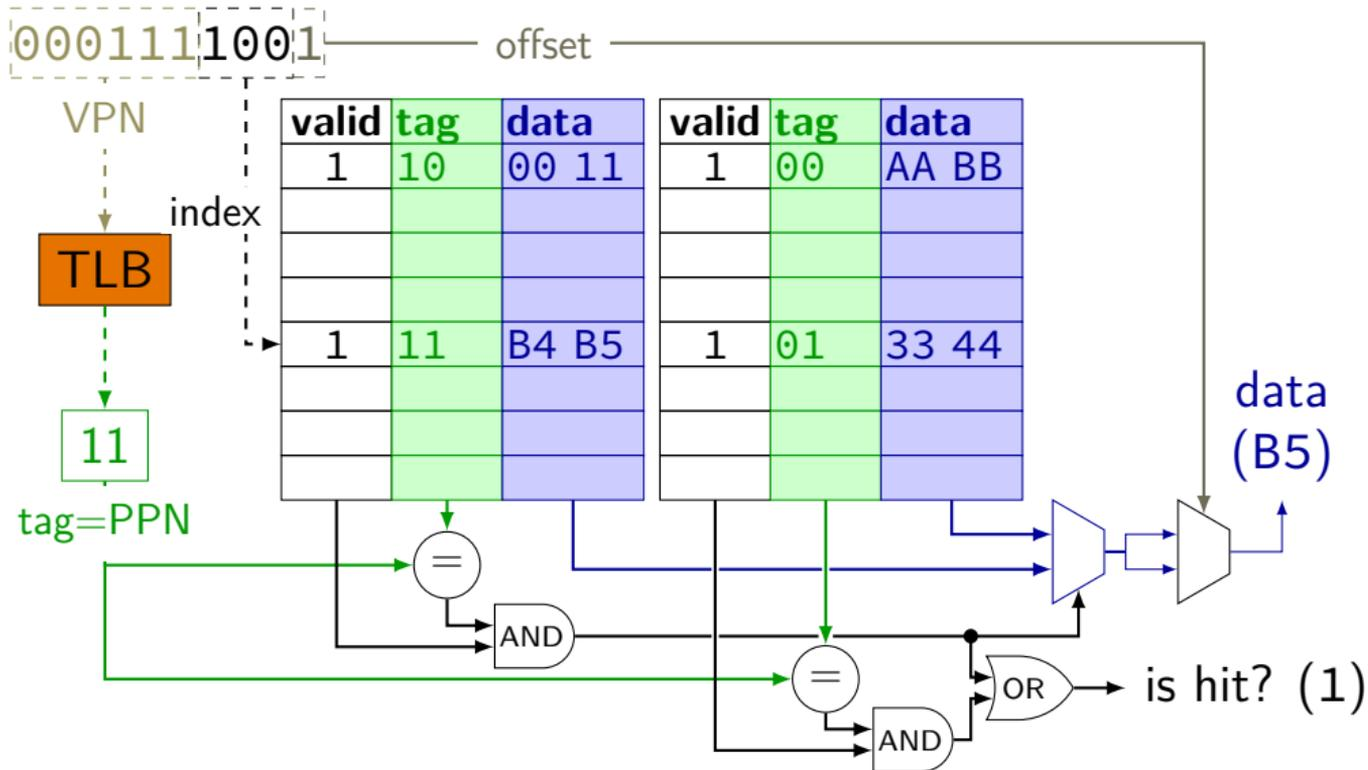 0001111001
offset
VPN
valid tag data valid tag data
1 10 00 11 1 00 AA BB
index
TLB
1 11 B4 B5 1 01 33 44
data
(B5)
11
tag=PPN
=
AND
=
OR
is hit? (1)
AND